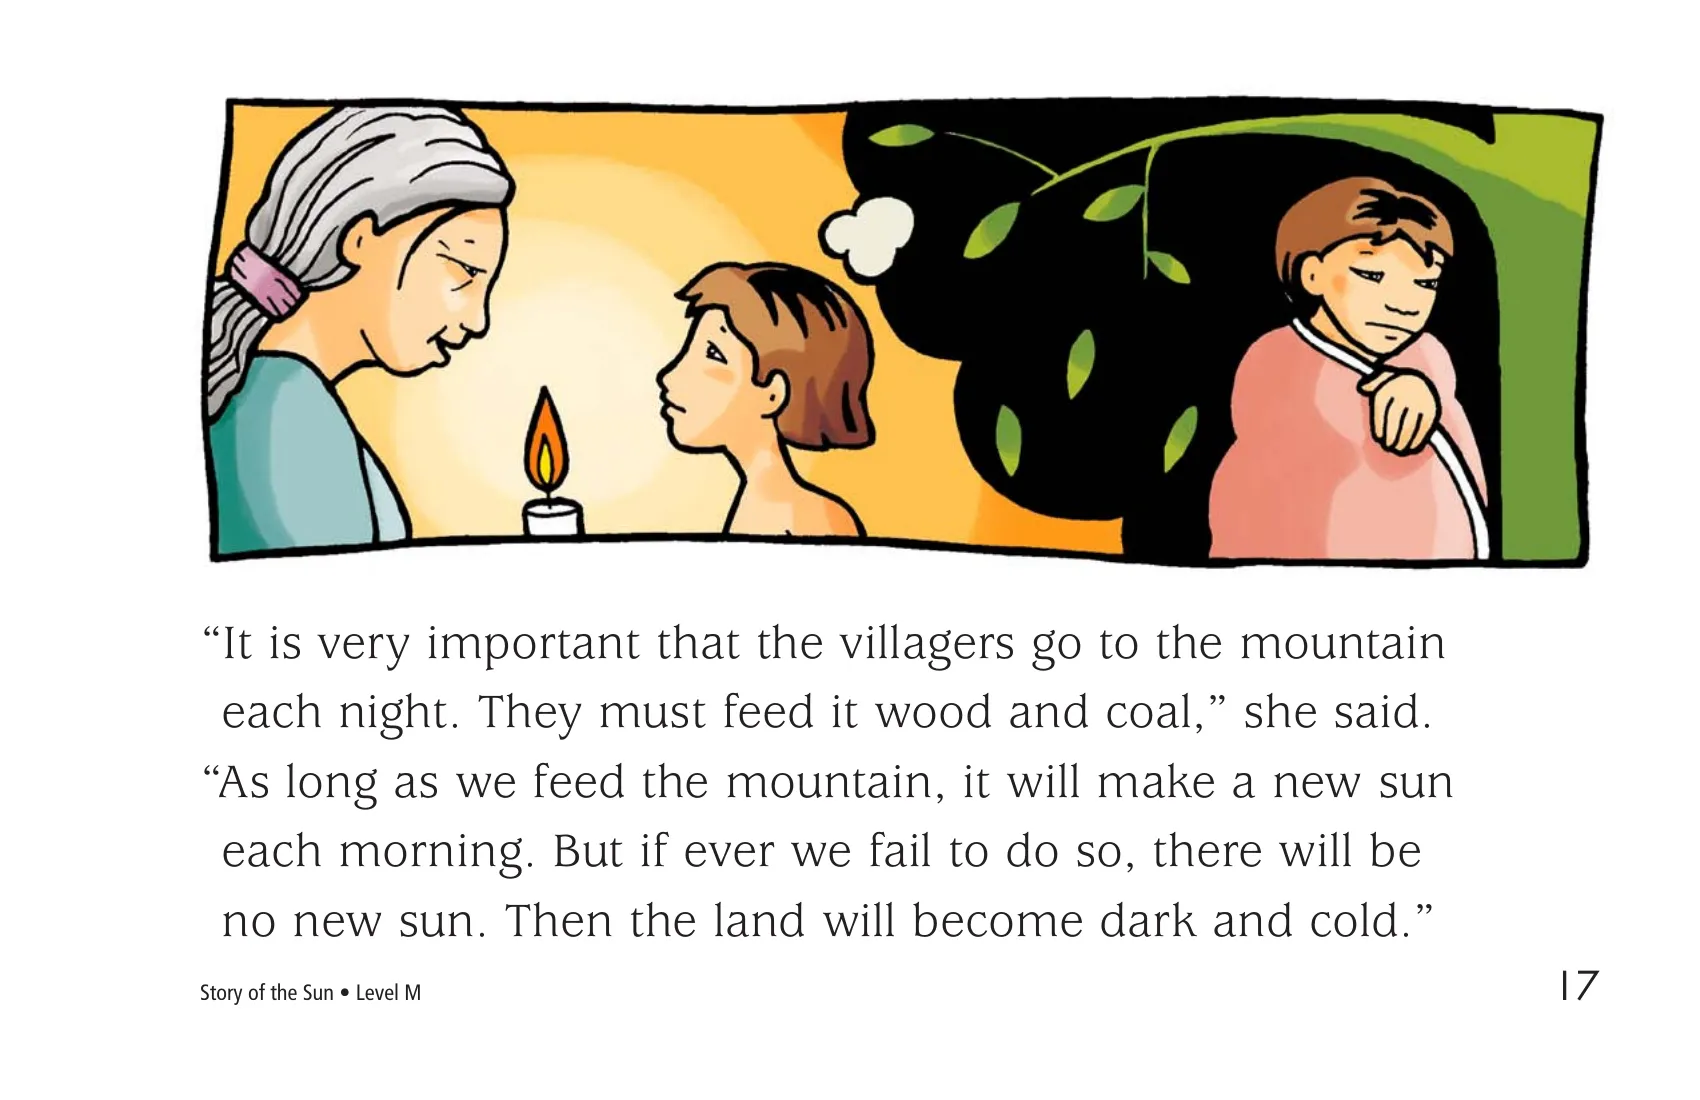 “It is very important that the villagers go to the mountain
each night. They must feed it wood and coal,” she said.
“As long as we feed the mountain, it will make a new sun
each morning. But if ever we fail to do so, there will be
no new sun. Then the land will become dark and cold.”
Story of the Sun • Level M
17